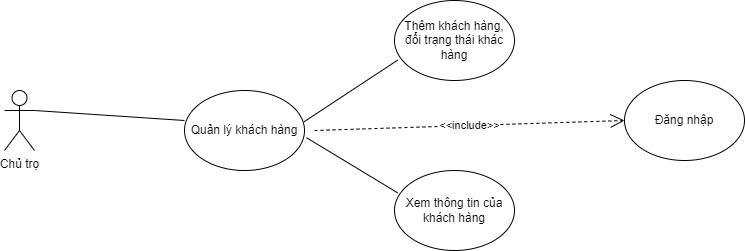 Thêm khách hàng,
đổi trạng thái khác
hàng
Quản lý khách hàng
<<include>>
Đăng nhập
Chủ trọ
Xem thông tin của
khách hàng